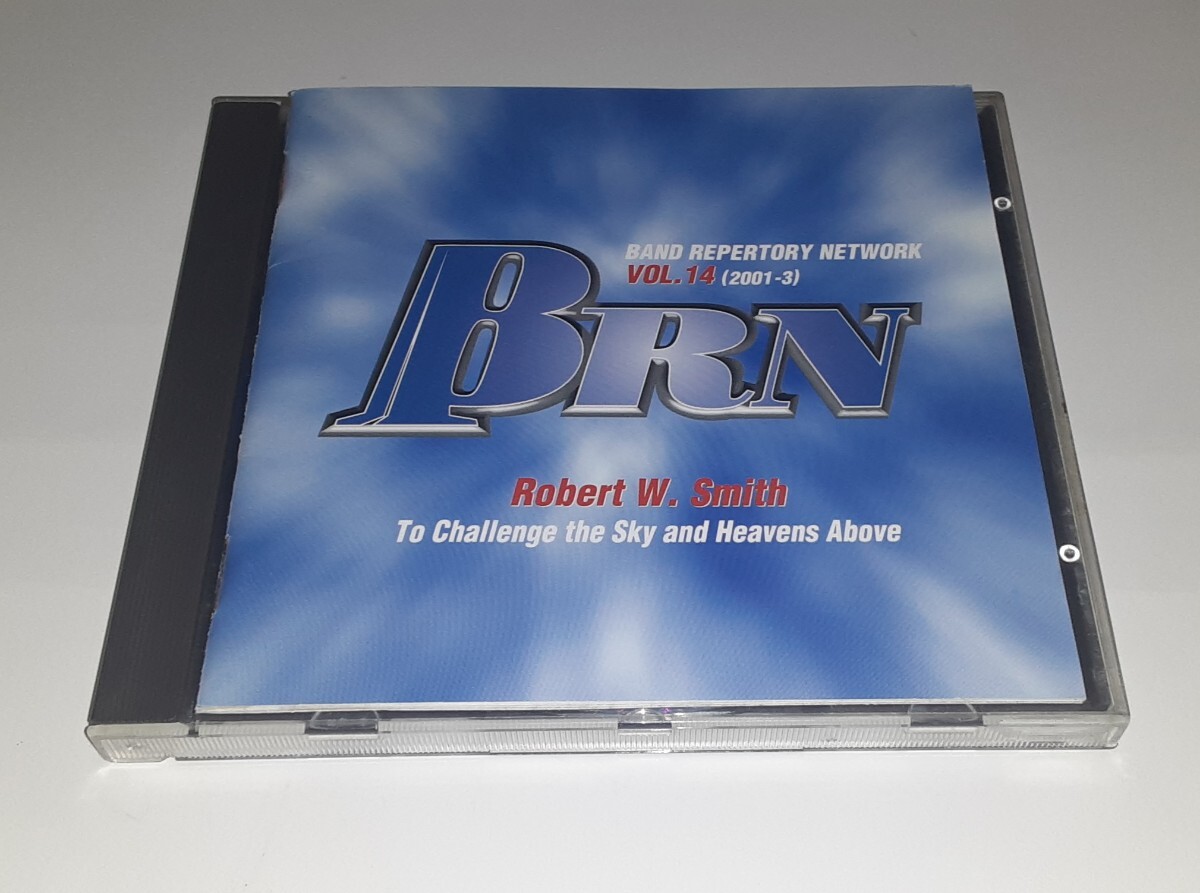 BAND REPERTORY NETWORK
VOL.14 (2001-3)
BRN
Robert W. Smith
To Challenge the Sky and Heavens Above